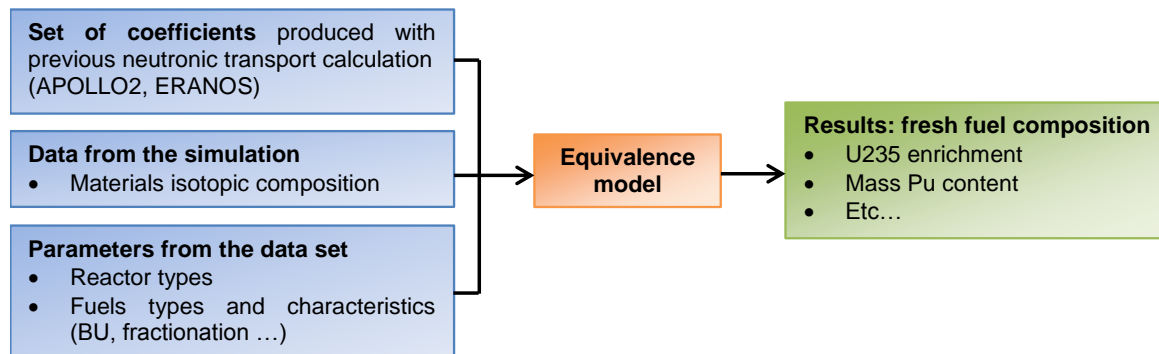 Set of coefficients produced with
previous neutronic transport calculation
(APOLLO2, ERANOS)
Data from the simulation
• Materials isotopic composition
Parameters from the data set
• Reactor types
• Fuels types and characteristics
(BU, fractionation …)
Equivalence
model
Results: fresh fuel composition
• U235 enrichment
• Mass Pu content
• Etc…